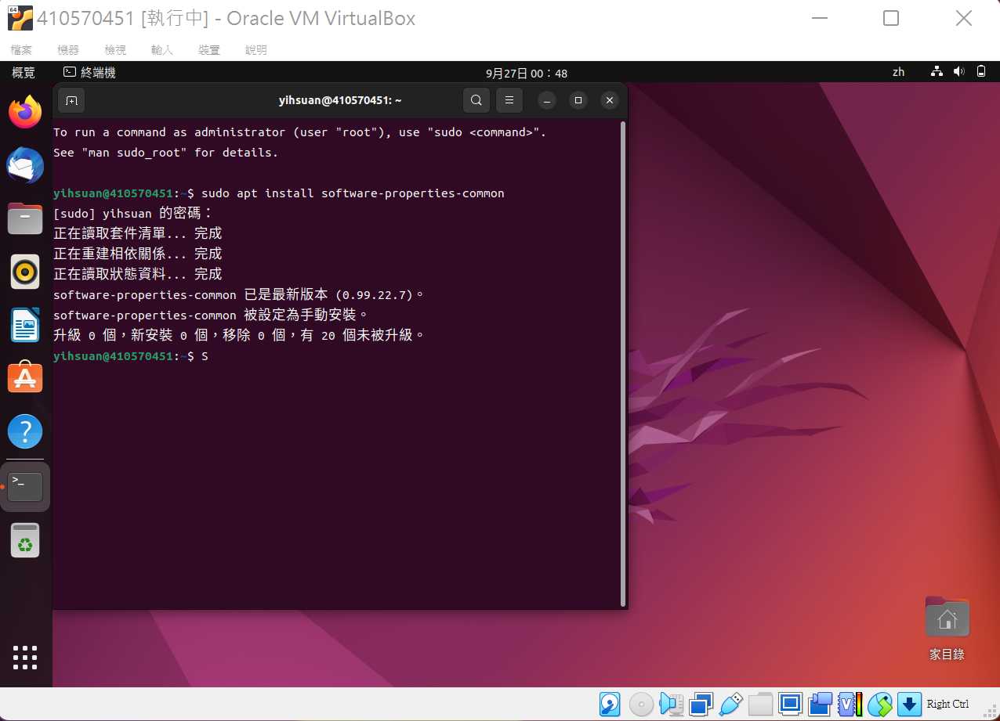 64
410570451 [執行中] - Oracle VM VirtualBox
檔案 機器 檢視 輸入 裝置 說明
概覽 終端機 9月27日 00：48 zh
yihsuan@410570451: ~
To run a command as administrator (user "root"), use "sudo <command>".
See "man sudo_root" for details.
yihsuan@410570451:~$ sudo apt install software-properties-common
[sudo] yihsuan 的密碼：
正在讀取套件清單... 完成
正在重建相依關係... 完成
正在讀取狀態資料... 完成
software-properties-common 已是最新版本 (0.99.22.7)。
software-properties-common 被設定為手動安裝。
升級 0 個，新安裝 0 個，移除 0 個，有 20 個未被升級。
yihsuan@410570451:~$ S
家目錄
Right Ctrl